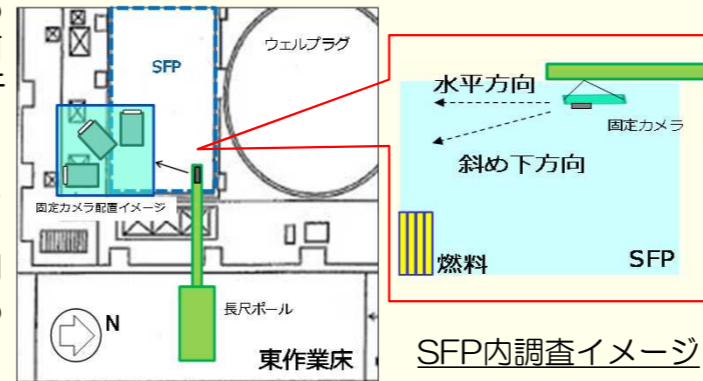 ウェルプラグ
SFP
固定カメラ配置イメージ
長尺ポール
N
東作業床
水平方向
固定カメラ
斜め下方向
燃料
SFP
SFP内調査イメージ